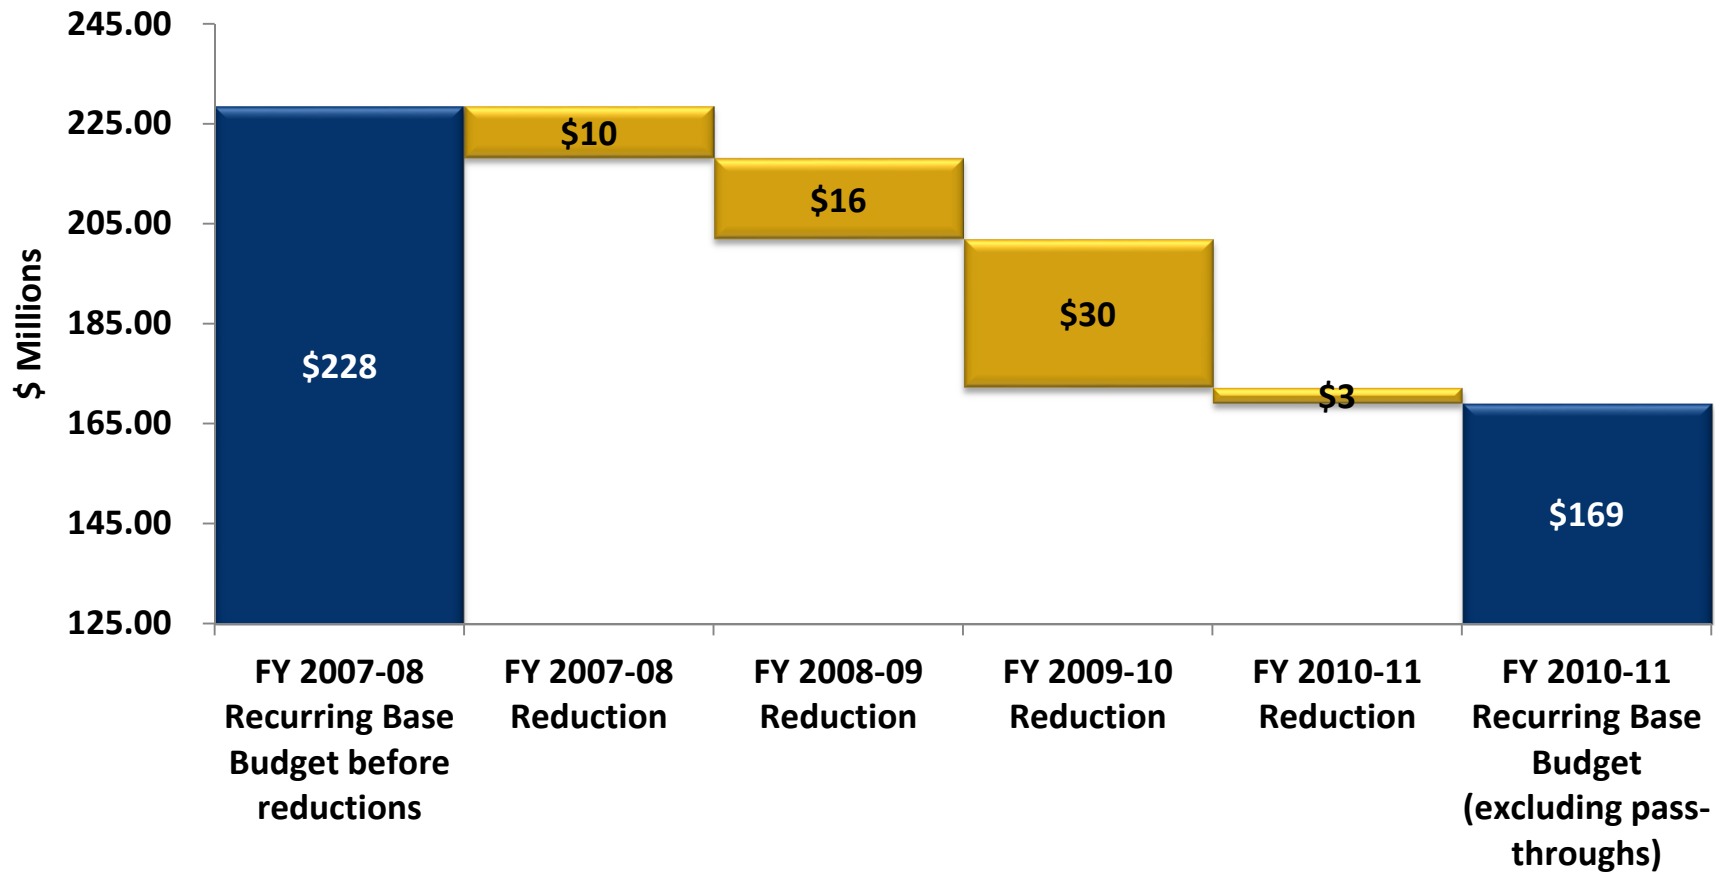 $ Millions
245.00
225.00
205.00
185.00
165.00
145.00
125.00
$228
$10
$16
$30
$3
$169
FY 2007-08
Recurring Base
Budget before
reductions
FY 2007-08
Reduction
FY 2008-09
Reduction
FY 2009-10
Reduction
FY 2010-11
Reduction
FY 2010-11
Recurring Base
Budget
(excluding pass-
throughs)